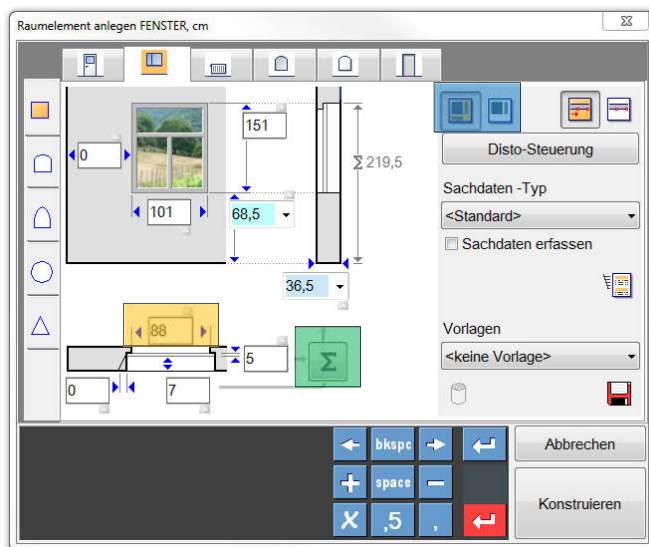 Raumelement anlegen FENSTER, cm
151
0
Σ 219,5
101
68,5
36,5
88
5
Σ
0
7
Disto-Steuerung
Sachdaten -Typ
<Standard>
Sachdaten erfassen
Vorlagen
<keine Vorlage>
bkspc
+ space −
X ,5 ,
Abbrechen
Konstruieren